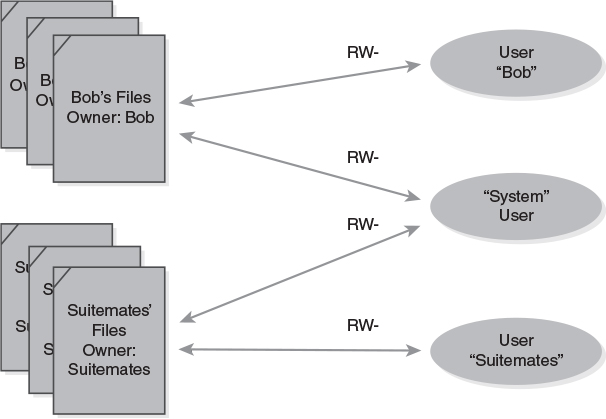 Bob’s Files
Owner: Bob
RW-
User
“Bob”
RW-
“System”
User
RW-
Suitemates’
Files
Owner:
Suitemates
RW-
User
“Suitemates”